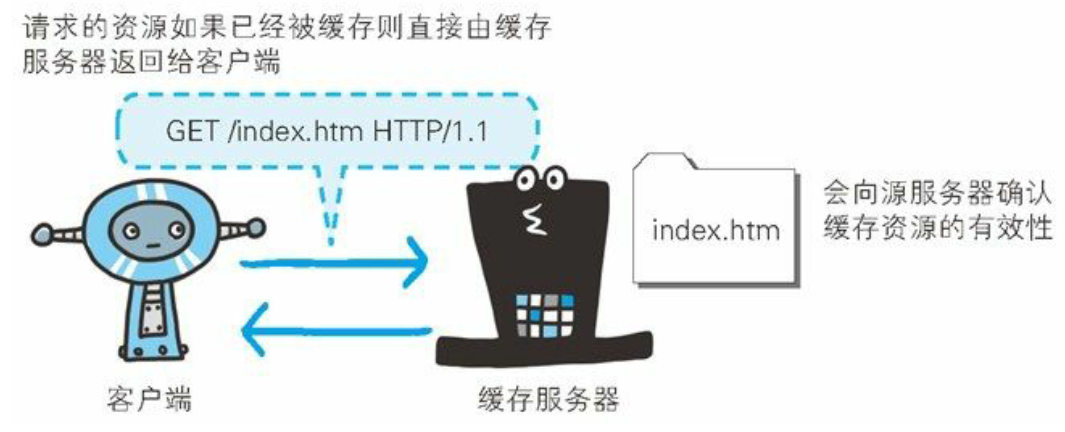 请求的资源如果已经被缓存则直接由缓存
服务器返回给客户端
GET /index.htm HTTP/1.1
index.htm
会向源服务器确认
缓存资源的有效性
客户端
缓存服务器